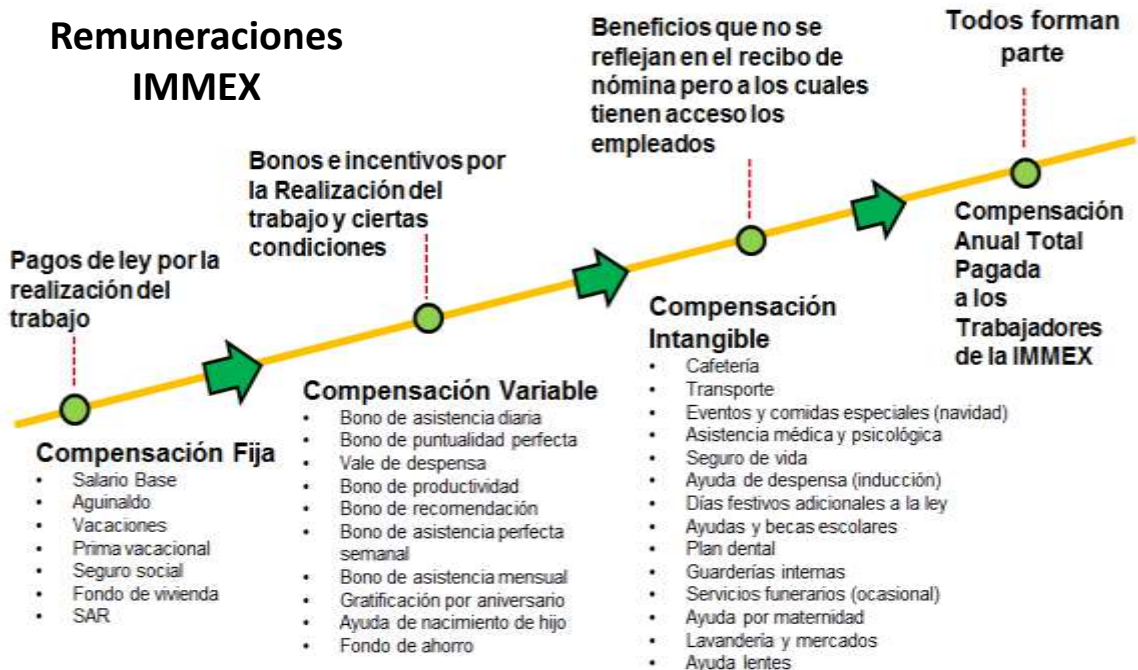 Remuneraciones
IMMEX
Pagos de ley por la
realización del
trabajo
Compensación Fija
• Salario Base
• Aguinaldo
• Vacaciones
• Prima vacacional
• Seguro social
• Fondo de vivienda
• SAR
Bonos e incentivos por
la Realización del
trabajo y ciertas
condiciones
Compensación Variable
• Bono de asistencia diaria
• Bono de puntualidad perfecta
• Vale de despensa
• Bono de productividad
• Bono de recomendación
• Bono de asistencia perfecta
semanal
• Bono de asistencia mensual
• Gratificación por aniversario
• Ayuda de nacimiento de hijo
• Fondo de ahorro
Beneficios que no se
reflejan en el recibo de
nómina pero a los cuales
tienen acceso los
empleados
Compensación
Intangible
• Cafetería
• Transporte
• Eventos y comidas especiales (navidad)
• Asistencia médica y psicológica
• Seguro de vida
• Ayuda de despensa (inducción)
• Días festivos adicionales a la ley
• Ayudas y becas escolares
• Plan dental
• Guarderías internas
• Servicios funerarios (ocasional)
• Ayuda por maternidad
• Lavandería y mercados
• Ayuda lentes
Todos forman
parte
Compensación
Anual Total
Pagada
a los
Trabajadores
de la IMMEX